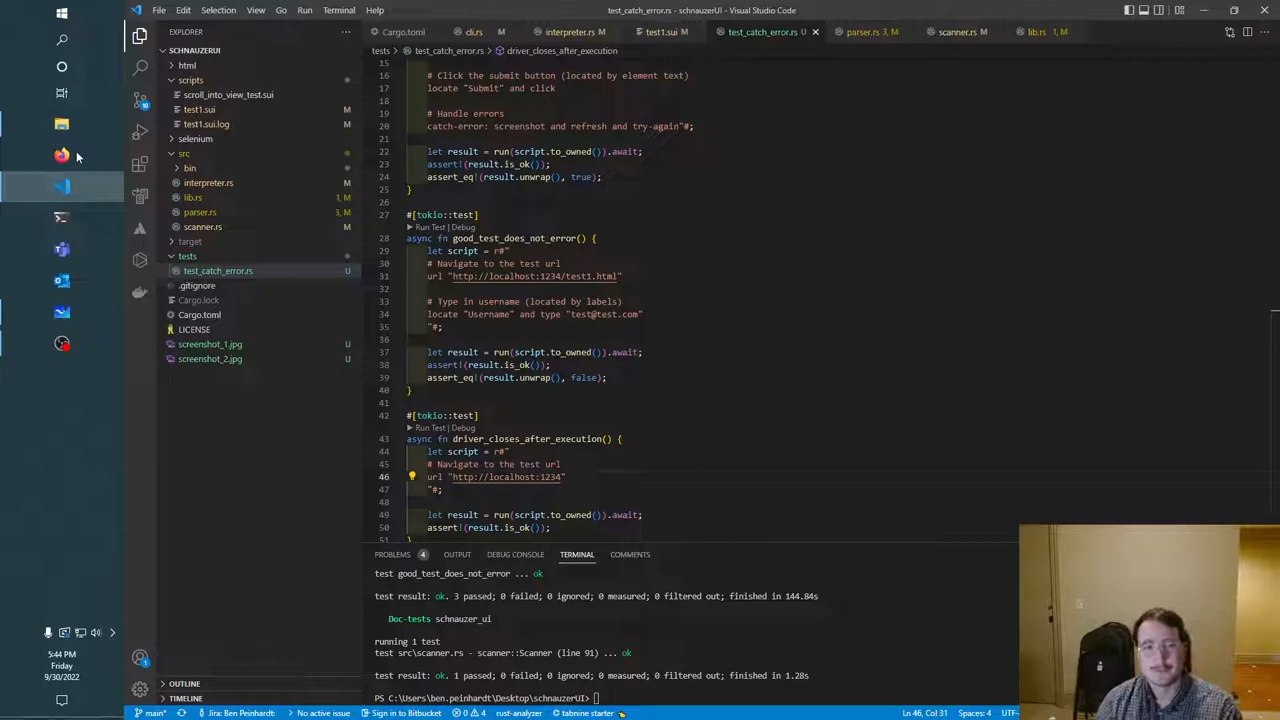 File Edit Selection View Go Run Terminal Help
test_catch_error.rs - schnauzerUI - Visual Studio Code
EXPLORER
SCHNAUZERUI
html
scripts
scroll_into_view_test.sui
test1.sui M
test1.sui.log M
selenium
src
bin
interpreter.rs M
lib.rs 1, M
parser.rs 3, M
scanner.rs M
target
tests
test_catch_error.rs U
.gitignore
Cargo.lock
Cargo.toml M
LICENSE
screenshot_1.jpg U
screenshot_2.jpg U
OUTLINE
TIMELINE
Cargo.toml cli.rs M interpreter.rs M test1.sui M test_catch_error.rs U parser.rs 3, M scanner.rs M lib.rs 1, M
tests > test_catch_error.rs > driver_closes_after_execution
15
16 # Click the submit button (located by element text)
17 locate "Submit" and click
18
19 # Handle errors
20 catch-error: screenshot and refresh and try-again"#;
21
22 let result = run(script.to_owned()).await;
23 assert!(result.is_ok());
24 assert_eq!(result.unwrap(), true);
25 }
26
27 #[tokio::test]
Run Test | Debug
28 async fn good_test_does_not_error() {
29 let script = r#"
30 # Navigate to the test url
31 url "http://localhost:1234/test1.html"
32
33 # Type in username (located by labels)
34 locate "Username" and type "test@test.com"
35 "#;
36
37 let result = run(script.to_owned()).await;
38 assert!(result.is_ok());
39 assert_eq!(result.unwrap(), false);
40 }
41
42 #[tokio::test]
Run Test | Debug
43 async fn driver_closes_after_execution() {
44 let script = r#"
45 # Navigate to the test url
46 url "http://localhost:1234"
47 "#;
48
49 let result = run(script.to_owned()).await;
50 assert!(result.is_ok());
51 }
PROBLEMS 4 OUTPUT DEBUG CONSOLE TERMINAL COMMENTS
test good_test_does_not_error ... ok
test result: ok. 3 passed; 0 failed; 0 ignored; 0 measured; 0 filtered out; finished in 144.84s
Doc-tests schnauzer_ui
running 1 test
test src\scanner.rs - scanner::Scanner (line 91) ... ok
test result: ok. 1 passed; 0 failed; 0 ignored; 0 measured; 0 filtered out; finished in 1.28s
PS C:\Users\ben.peinhardt\Desktop\schnauzerUI>
5:44 PM
Friday
9/30/2022
10
1
main* Jira: Ben Peinhardt: No active issue Sign in to Bitbucket 0 4 rust-analyzer tabnine starter Ln 46, Col 31 Spaces: 4 UTF-